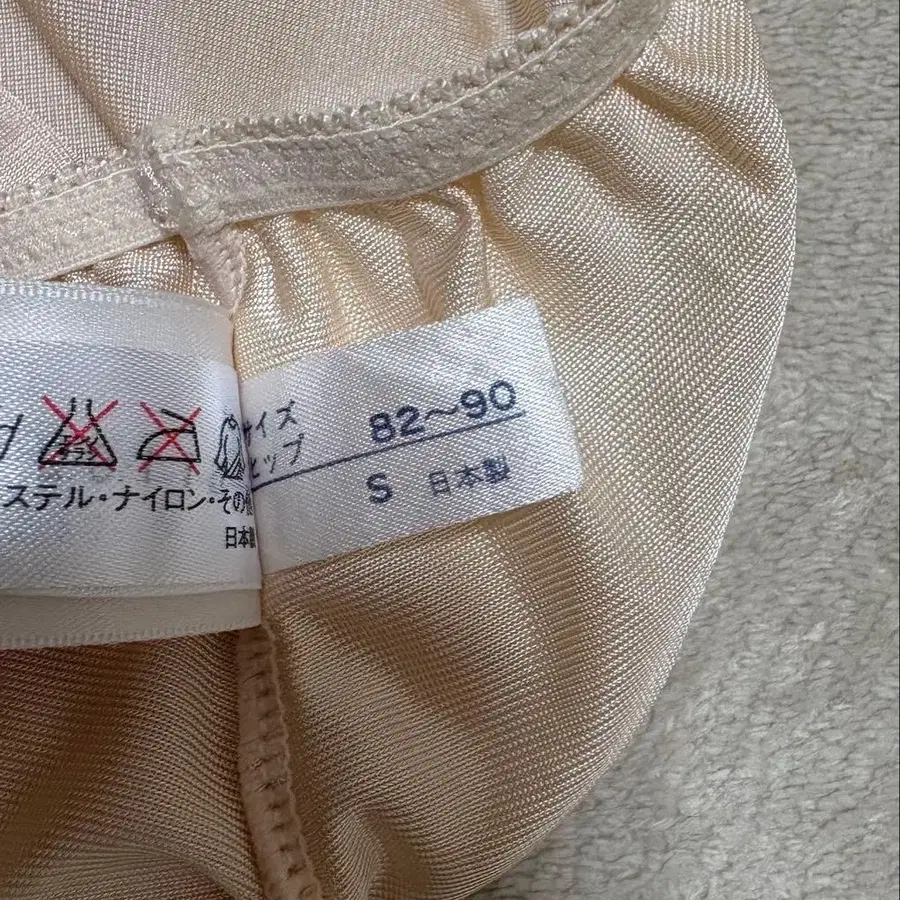 ステル・ナイロン・その
日本製
サイズ
ヒップ 82〜90
S 日本製